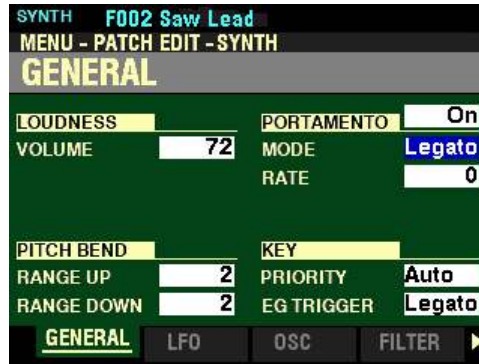 SYNTH F002 Saw Lead
MENU - PATCH EDIT - SYNTH
GENERAL
LOUDNESS
VOLUME 72
PORTAMENTO On
MODE Legato
RATE 0
PITCH BEND
RANGE UP 2
RANGE DOWN 2
KEY
PRIORITY Auto
EG TRIGGER Legato
GENERAL LFO OSC FILTER